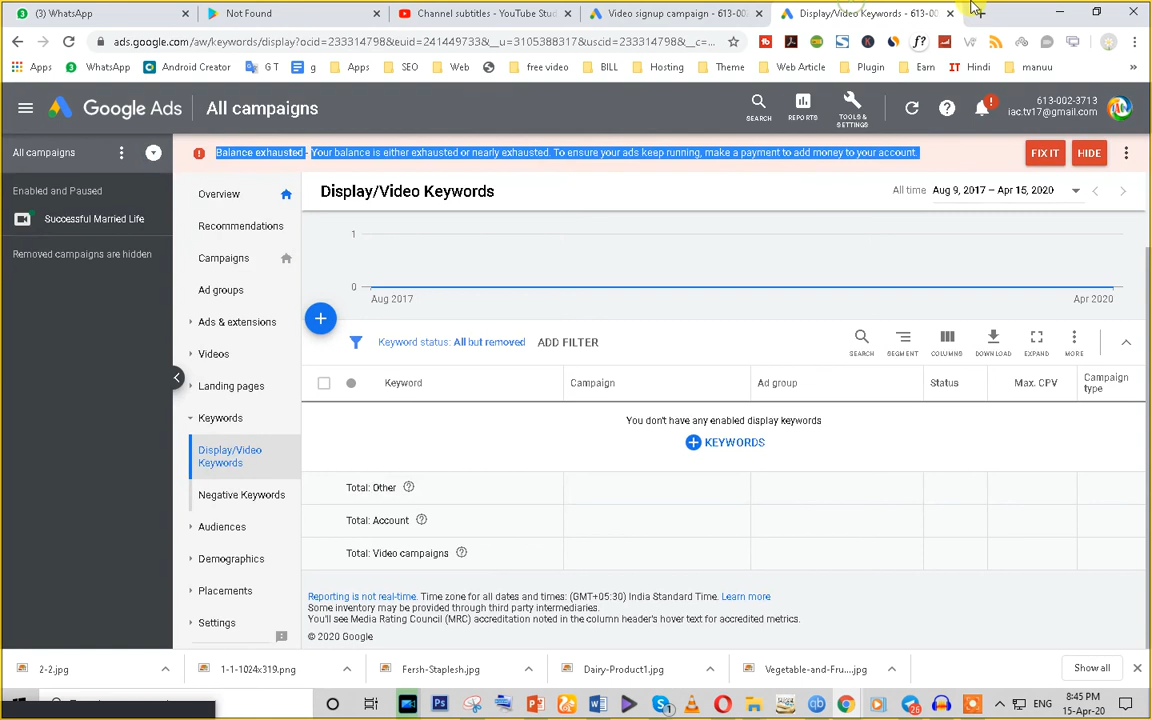 (3) WhatsApp
Not Found
Channel subtitles - YouTube Stud
Video signup campaign - 613-002
Display/Video Keywords - 613-00
ads.google.com/aw/keywords/display?ocid=233314798&euid=241449733&__u=3105388317&uscid=233314798&__c=...
Apps
WhatsApp
Android Creator
G T
g
Apps
SEO
Web
free video
BILL
Hosting
Theme
Web Article
Plugin
Earn
IT Hindi
manuu
Google Ads
All campaigns
SEARCH
REPORTS
TOOLS &
SETTINGS
613-002-3713
iac.tv17@gmail.com
All campaigns
Balance exhausted - Your balance is either exhausted or nearly exhausted. To ensure your ads keep running, make a payment to add money to your account.
FIX IT
HIDE
Enabled and Paused
Successful Married Life
Removed campaigns are hidden
Overview
Recommendations
Campaigns
Ad groups
Ads & extensions
Videos
Landing pages
Keywords
Display/Video
Keywords
Negative Keywords
Audiences
Demographics
Placements
Settings
Display/Video Keywords
All time Aug 9, 2017 – Apr 15, 2020
1
0
Aug 2017
Apr 2020
Keyword status: All but removed
ADD FILTER
SEARCH
SEGMENT
COLUMNS
DOWNLOAD
EXPAND
MORE
Keyword
Campaign
Ad group
Status
Max. CPV
Campaign
type
You don't have any enabled display keywords
KEYWORDS
Total: Other
Total: Account
Total: Video campaigns
Reporting is not real-time. Time zone for all dates and times: (GMT+05:30) India Standard Time. Learn more
Some inventory may be provided through third party intermediaries.
You'll see Media Rating Council (MRC) accreditation noted in the column header's hover text for accredited metrics.
© 2020 Google
2-2.jpg
1-1-1024x319.png
Fersh-Staplesh.jpg
Dairy-Product1.jpg
Vegetable-and-Fru....jpg
Show all
ENG
8:45 PM
15-Apr-20